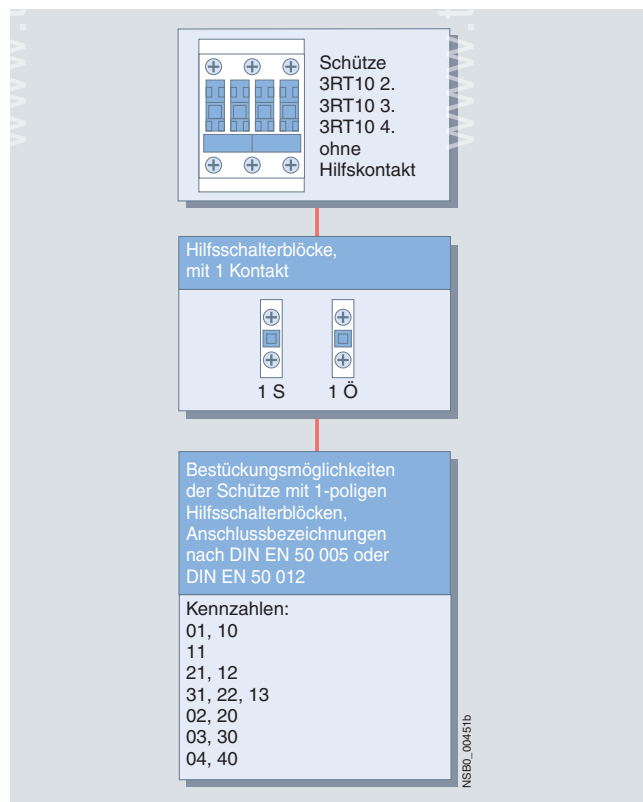 www.t
www.t
Schütze
3RT10 2.
3RT10 3.
3RT10 4.
ohne
Hilfskontakt
Hilfsschalterblöcke,
mit 1 Kontakt
1 S 1 Ö
Bestückungsmöglichkeiten
der Schütze mit 1-poligen
Hilfsschalterblöcken,
Anschlussbezeichnungen
nach DIN EN 50 005 oder
DIN EN 50 012
Kennzahlen:
01, 10
11
21, 12
31, 22, 13
02, 20
03, 30
04, 40
NSB0_00451b